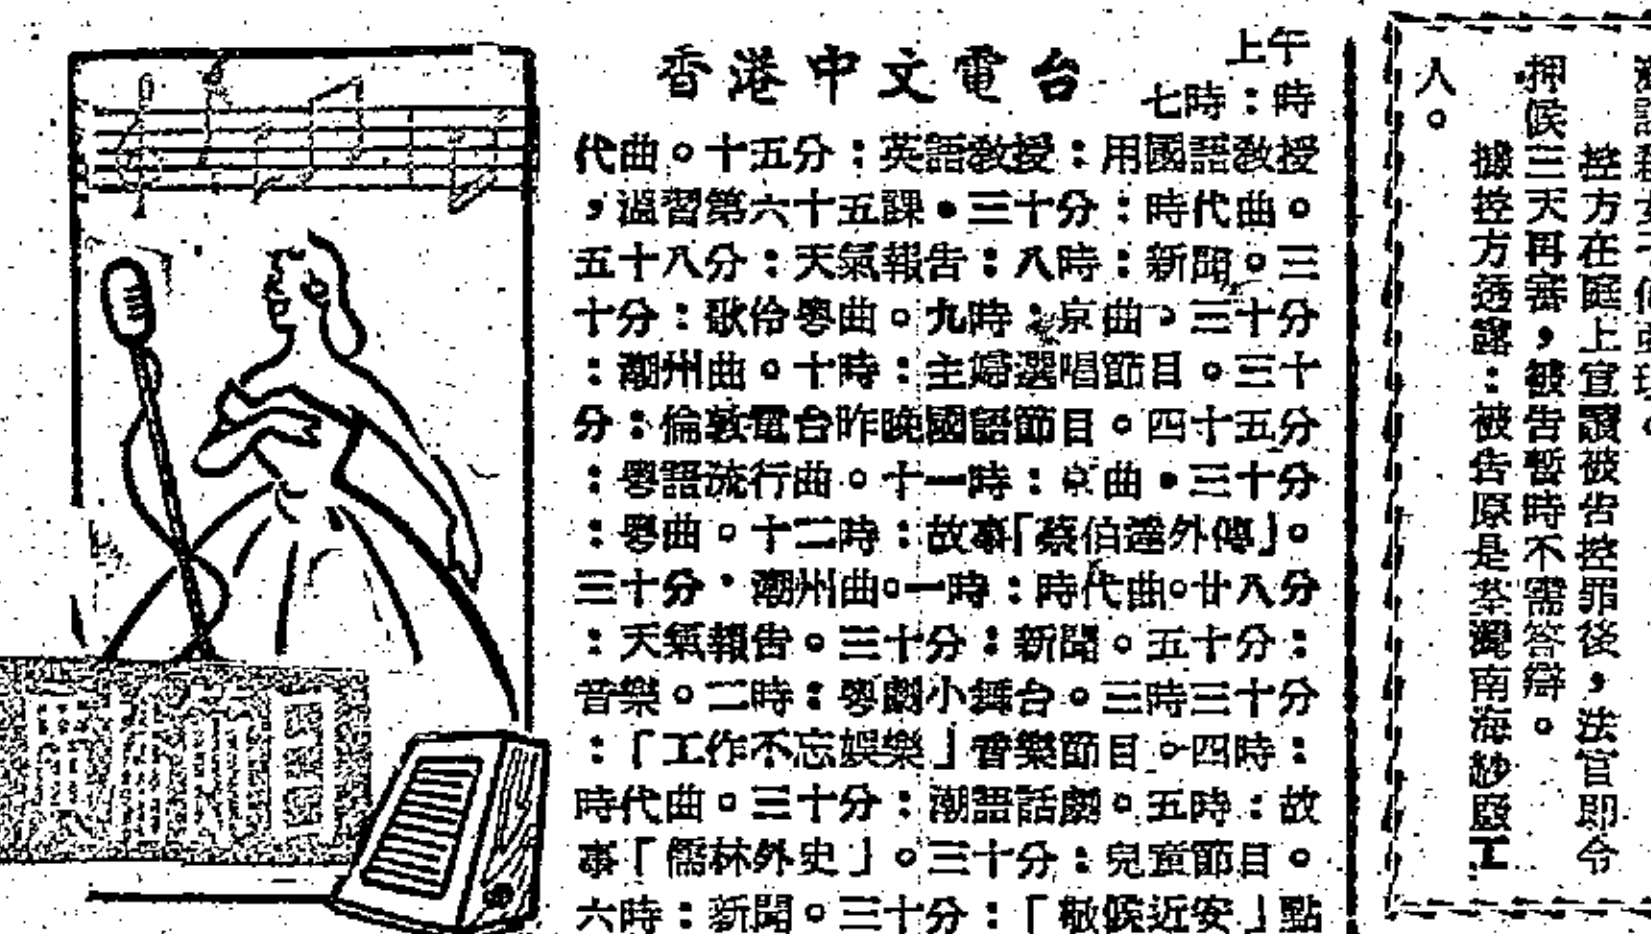 香港中文電台
上午
七時：時
代曲。十五分：英語教授：用國語教授
，溫習第六十五課。三十分：時代曲。
五十八分：天氣報告：八時：新聞。三
十分：歌伶粵曲。九時：京曲。三十分
：潮州曲。十時：主婦選唱節目。三十
分：倫敦電台昨晚國語節目。四十五分
：粵語流行曲。十一時：京曲。三十分
：粵曲。十二時：故事「蔡伯邕外傳」。
三十分：潮州曲。一時：時代曲。廿八分
：天氣報告。三十分：新聞。五十分：
音樂。二時：粵劇小舞台。三時三十分
：「工作不忘娛樂」音樂節目。四時：
時代曲。三十分：潮語話劇。五時：故
事「儒林外史」。三十分：兒童節目。
六時：新聞。三十分：「敬候近安」點
控方在庭上宣讀被告控罪後，法官即令
押候三天再審，被告暫時不需答辯。
據控方透露：被告原是荃灣南海紗廠工
人。
節目